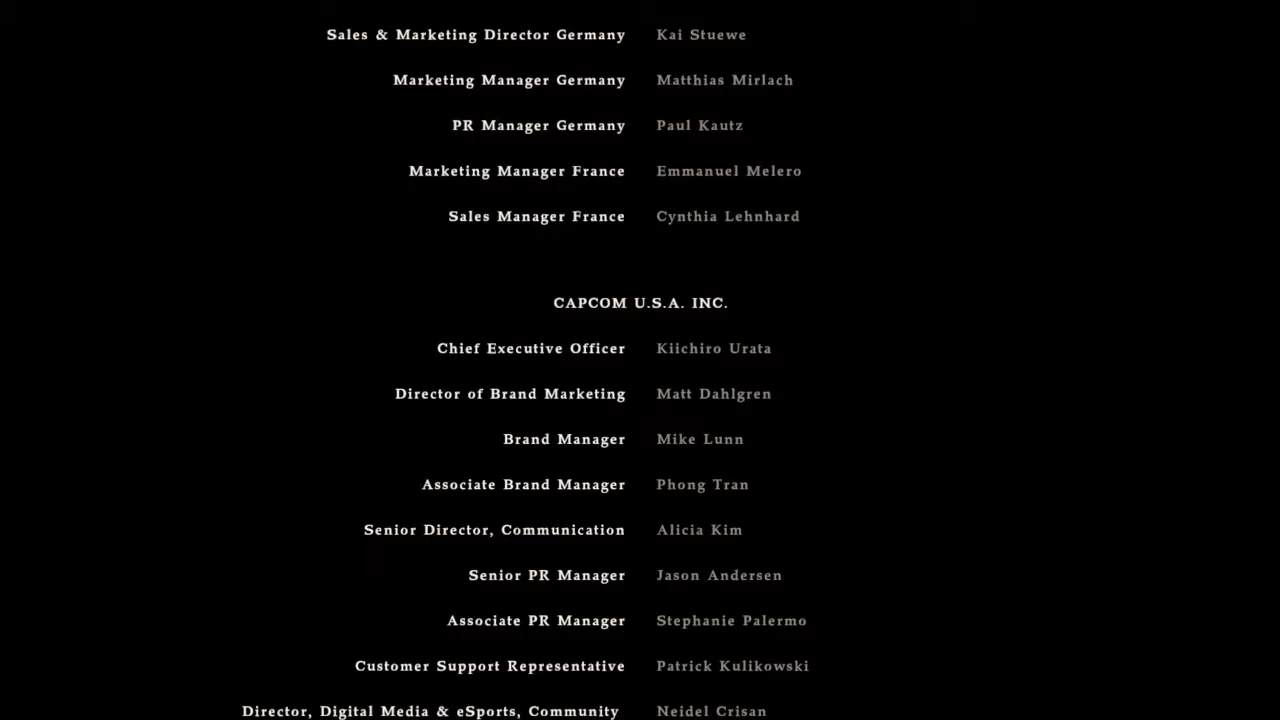 Sales & Marketing Director Germany Kai Stuewe
Marketing Manager Germany Matthias Mirlach
PR Manager Germany Paul Kautz
Marketing Manager France Emmanuel Melero
Sales Manager France Cynthia Lehnhard
CAPCOM U.S.A. INC.
Chief Executive Officer Kiichiro Urata
Director of Brand Marketing Matt Dahlgren
Brand Manager Mike Lunn
Associate Brand Manager Phong Tran
Senior Director, Communication Alicia Kim
Senior PR Manager Jason Andersen
Associate PR Manager Stephanie Palermo
Customer Support Representative Patrick Kulikowski
Director, Digital Media & eSports, Community Neidel Crisan